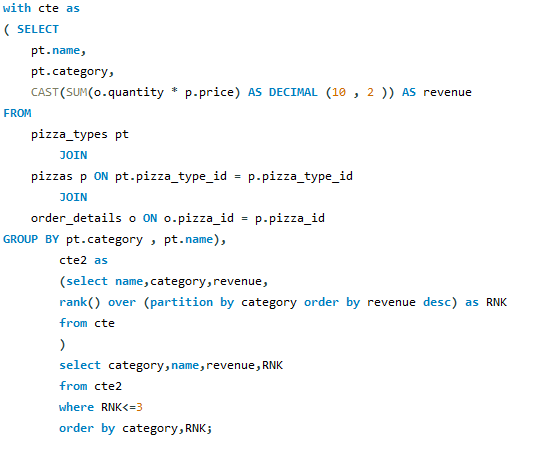 with cte as
( SELECT
pt.name,
pt.category,
CAST(SUM(o.quantity * p.price) AS DECIMAL (10 , 2 )) AS revenue
FROM
pizza_types pt
JOIN
pizzas p ON pt.pizza_type_id = p.pizza_type_id
JOIN
order_details o ON o.pizza_id = p.pizza_id
GROUP BY pt.category , pt.name),
cte2 as
(select name,category,revenue,
rank() over (partition by category order by revenue desc) as RNK
from cte
)
select category,name,revenue,RNK
from cte2
where RNK<=3
order by category,RNK;